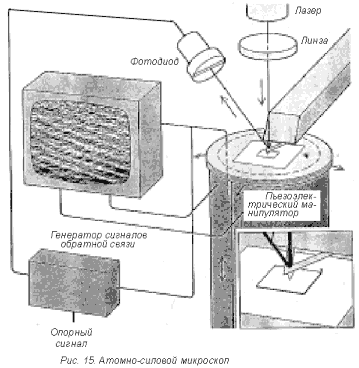 Лазер
Линза
Фотодиод
Пьезоэлек-
трический ма-
нипулятор
Генератор сигналов
обратной связи
Опорный
сигнал
Рис. 15. Атомно-силовой микроскоп